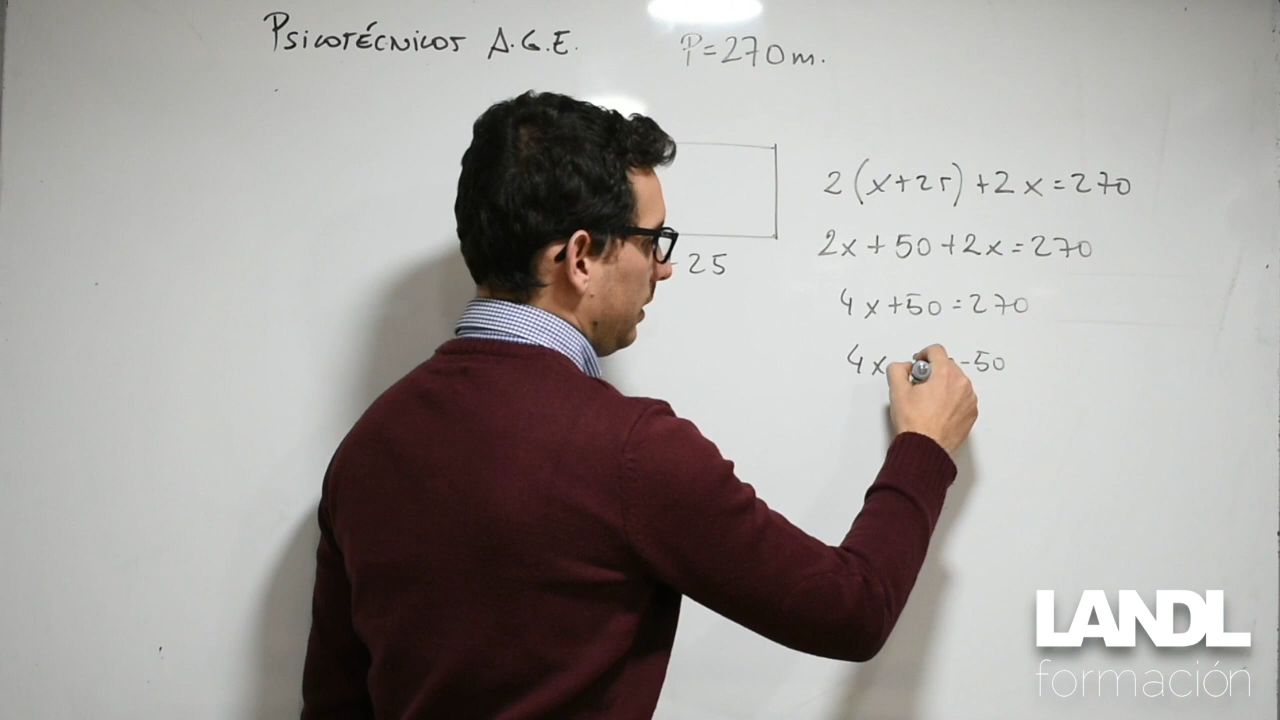 PSICOTÉCNICOS A.G.E.
P=270m.
25
2(x+25)+2x=270
2x+50+2x=270
4x+50=270
4x -50
LANDL
formación